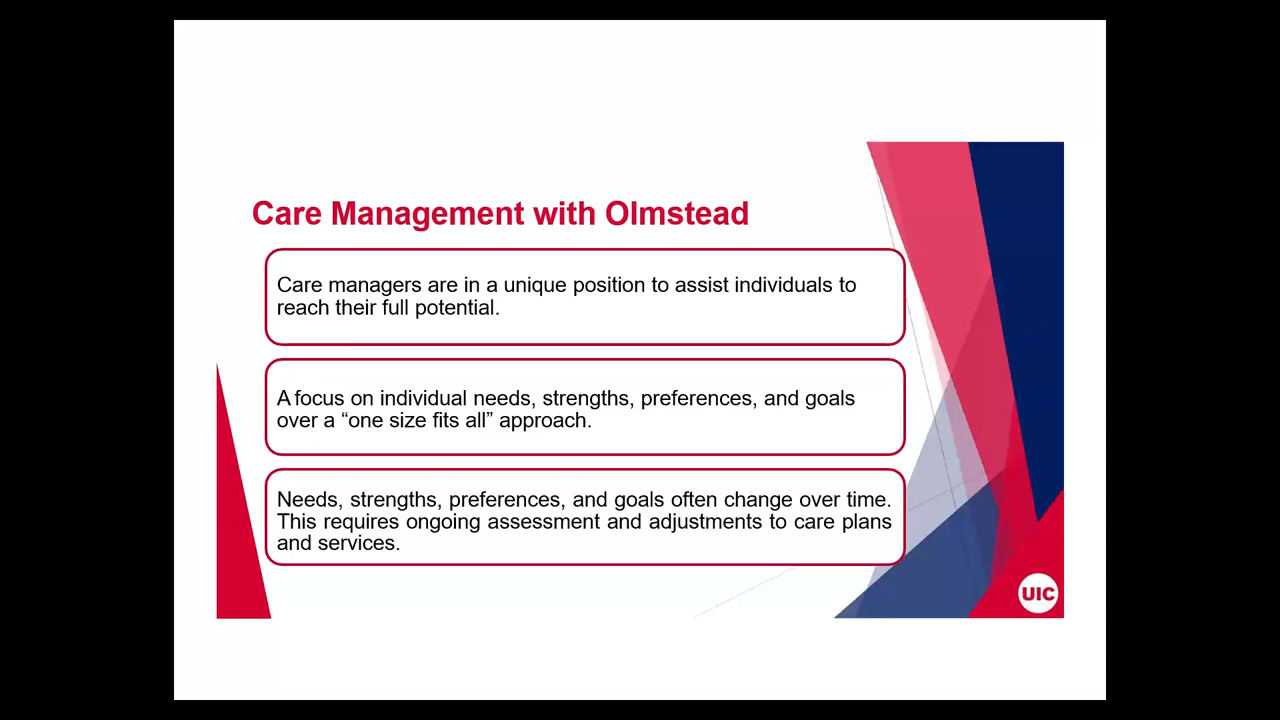 Care Management with Olmstead
Care managers are in a unique position to assist individuals to
reach their full potential.
A focus on individual needs, strengths, preferences, and goals
over a “one size fits all” approach.
Needs, strengths, preferences, and goals often change over time.
This requires ongoing assessment and adjustments to care plans
and services.
UIC